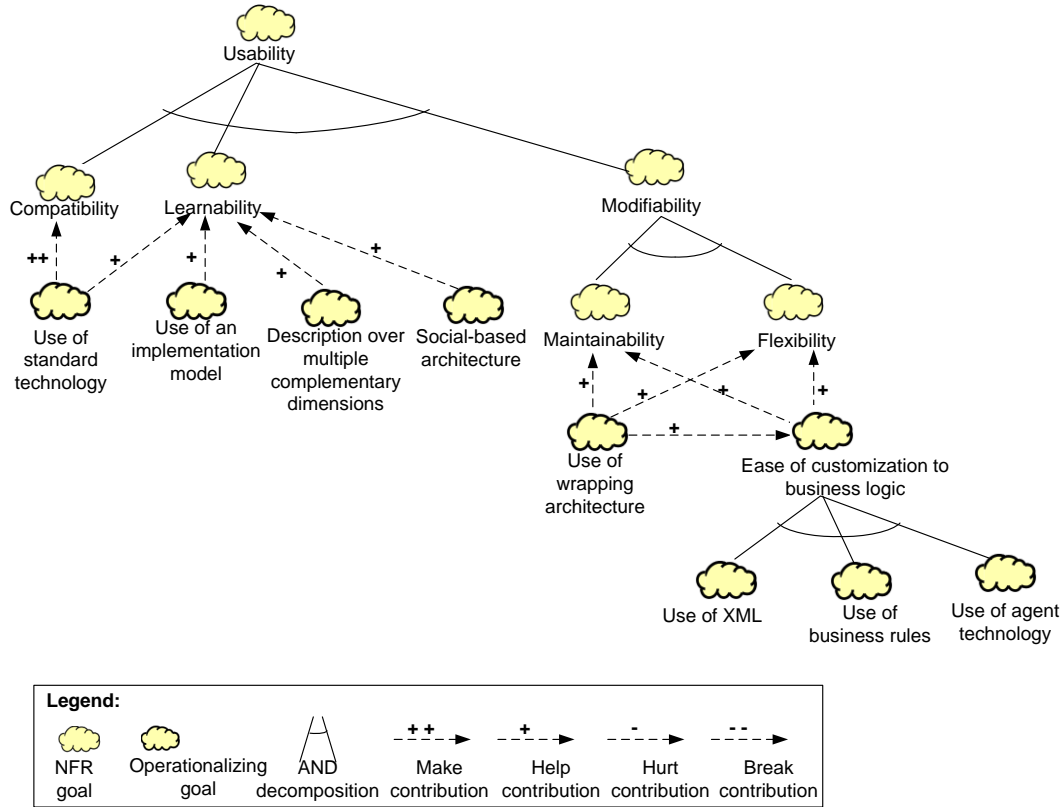 Usability
Compatibility
Learnability
Modifiability
++
+
+
+
+
Use of
standard
technology
Use of an
implementation
model
Description over
multiple
complementary
dimensions
Social-based
architecture
Maintainability
Flexibility
+
+
+
+
+
Use of
wrapping
architecture
Ease of customization to
business logic
Use of XML
Use of
business rules
Use of agent
technology
Legend:
NFR
goal
Operationalizing
goal
AND
decomposition
+ +
Make
contribution
+
Help
contribution
-
Hurt
contribution
- -
Break
contribution